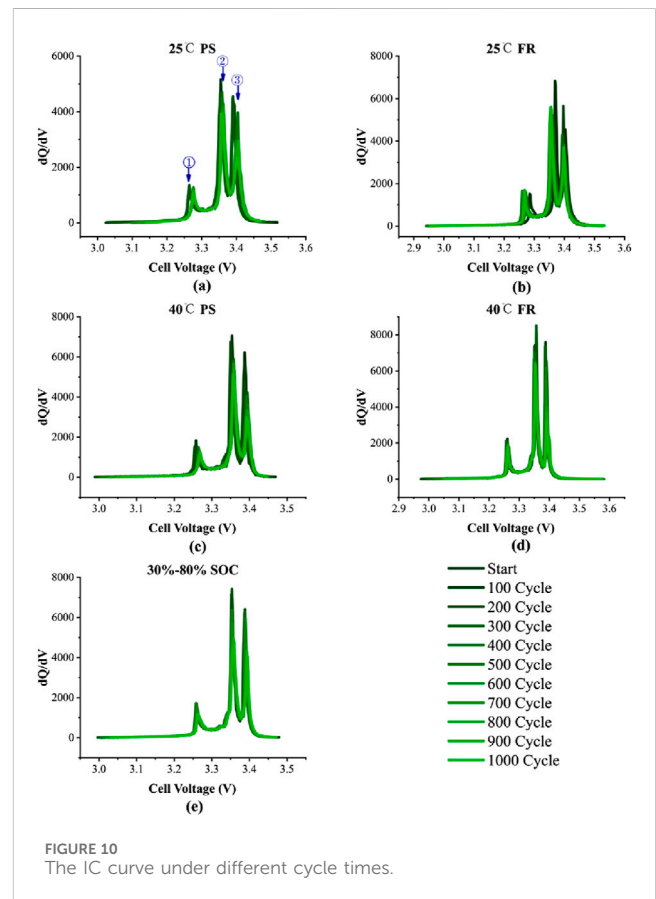 25℃ PS
6000
4000
2000
0
dQ/dV
① ② ③
3.0 3.1 3.2 3.3 3.4 3.5 3.6
Cell Voltage (V)
(a)
25℃ FR
8000
6000
4000
2000
0
dQ/dV
2.9 3.0 3.1 3.2 3.3 3.4 3.5 3.6
Cell Voltage (V)
(b)
40℃ PS
8000
6000
4000
2000
0
dQ/dV
3.0 3.1 3.2 3.3 3.4 3.5
Cell Voltage (V)
(c)
40℃ FR
8000
6000
4000
2000
0
dQ/dV
2.9 3.0 3.1 3.2 3.3 3.4 3.5 3.6
Cell Voltage (V)
(d)
30%-80% SOC
8000
6000
4000
2000
0
dQ/dV
3.0 3.1 3.2 3.3 3.4 3.5
Cell Voltage (V)
(e)
Start
100 Cycle
200 Cycle
300 Cycle
400 Cycle
500 Cycle
600 Cycle
700 Cycle
800 Cycle
900 Cycle
1000 Cycle
FIGURE 10
The IC curve under different cycle times.